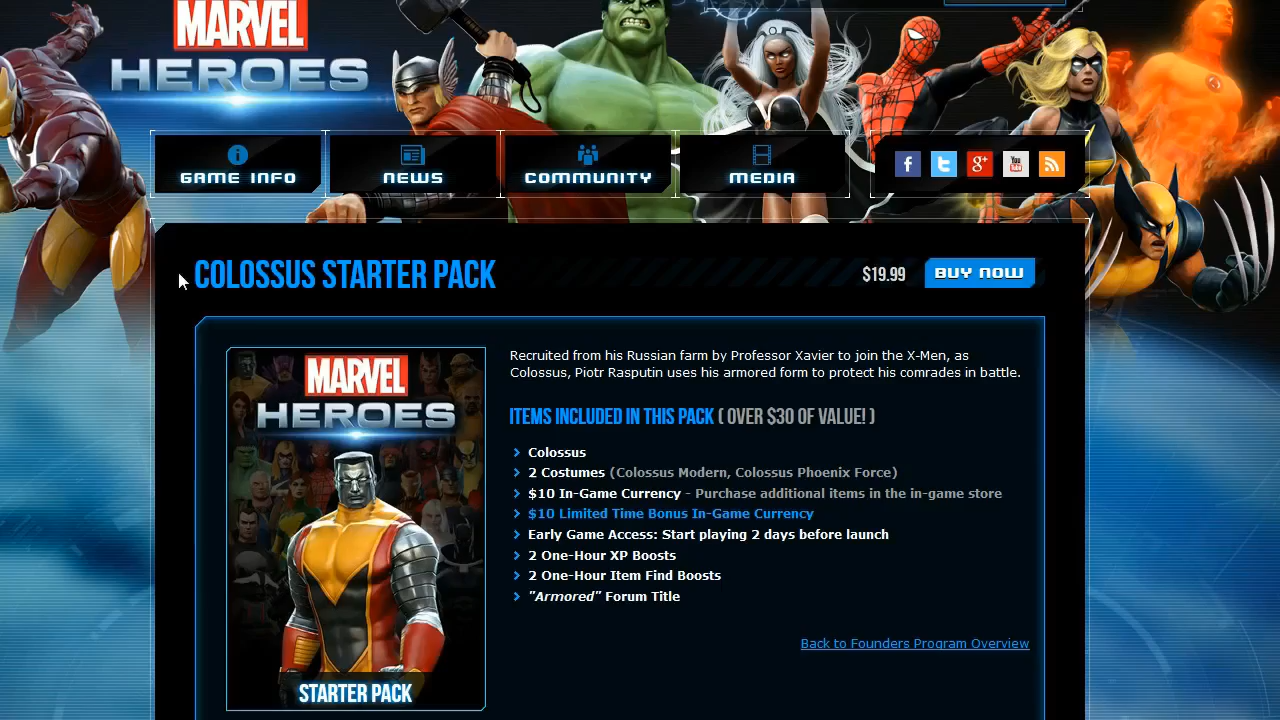 MARVEL
HEROES
GAME INFO
NEWS
COMMUNITY
MEDIA
COLOSSUS STARTER PACK
$19.99
BUY NOW
MARVEL
HEROES
STARTER PACK
Recruited from his Russian farm by Professor Xavier to join the X-Men, as
Colossus, Piotr Rasputin uses his armored form to protect his comrades in battle.
ITEMS INCLUDED IN THIS PACK ( OVER $30 OF VALUE! )
Colossus
2 Costumes (Colossus Modern, Colossus Phoenix Force)
$10 In-Game Currency - Purchase additional items in the in-game store
$10 Limited Time Bonus In-Game Currency
Early Game Access: Start playing 2 days before launch
2 One-Hour XP Boosts
2 One-Hour Item Find Boosts
"Armored" Forum Title
Back to Founders Program Overview